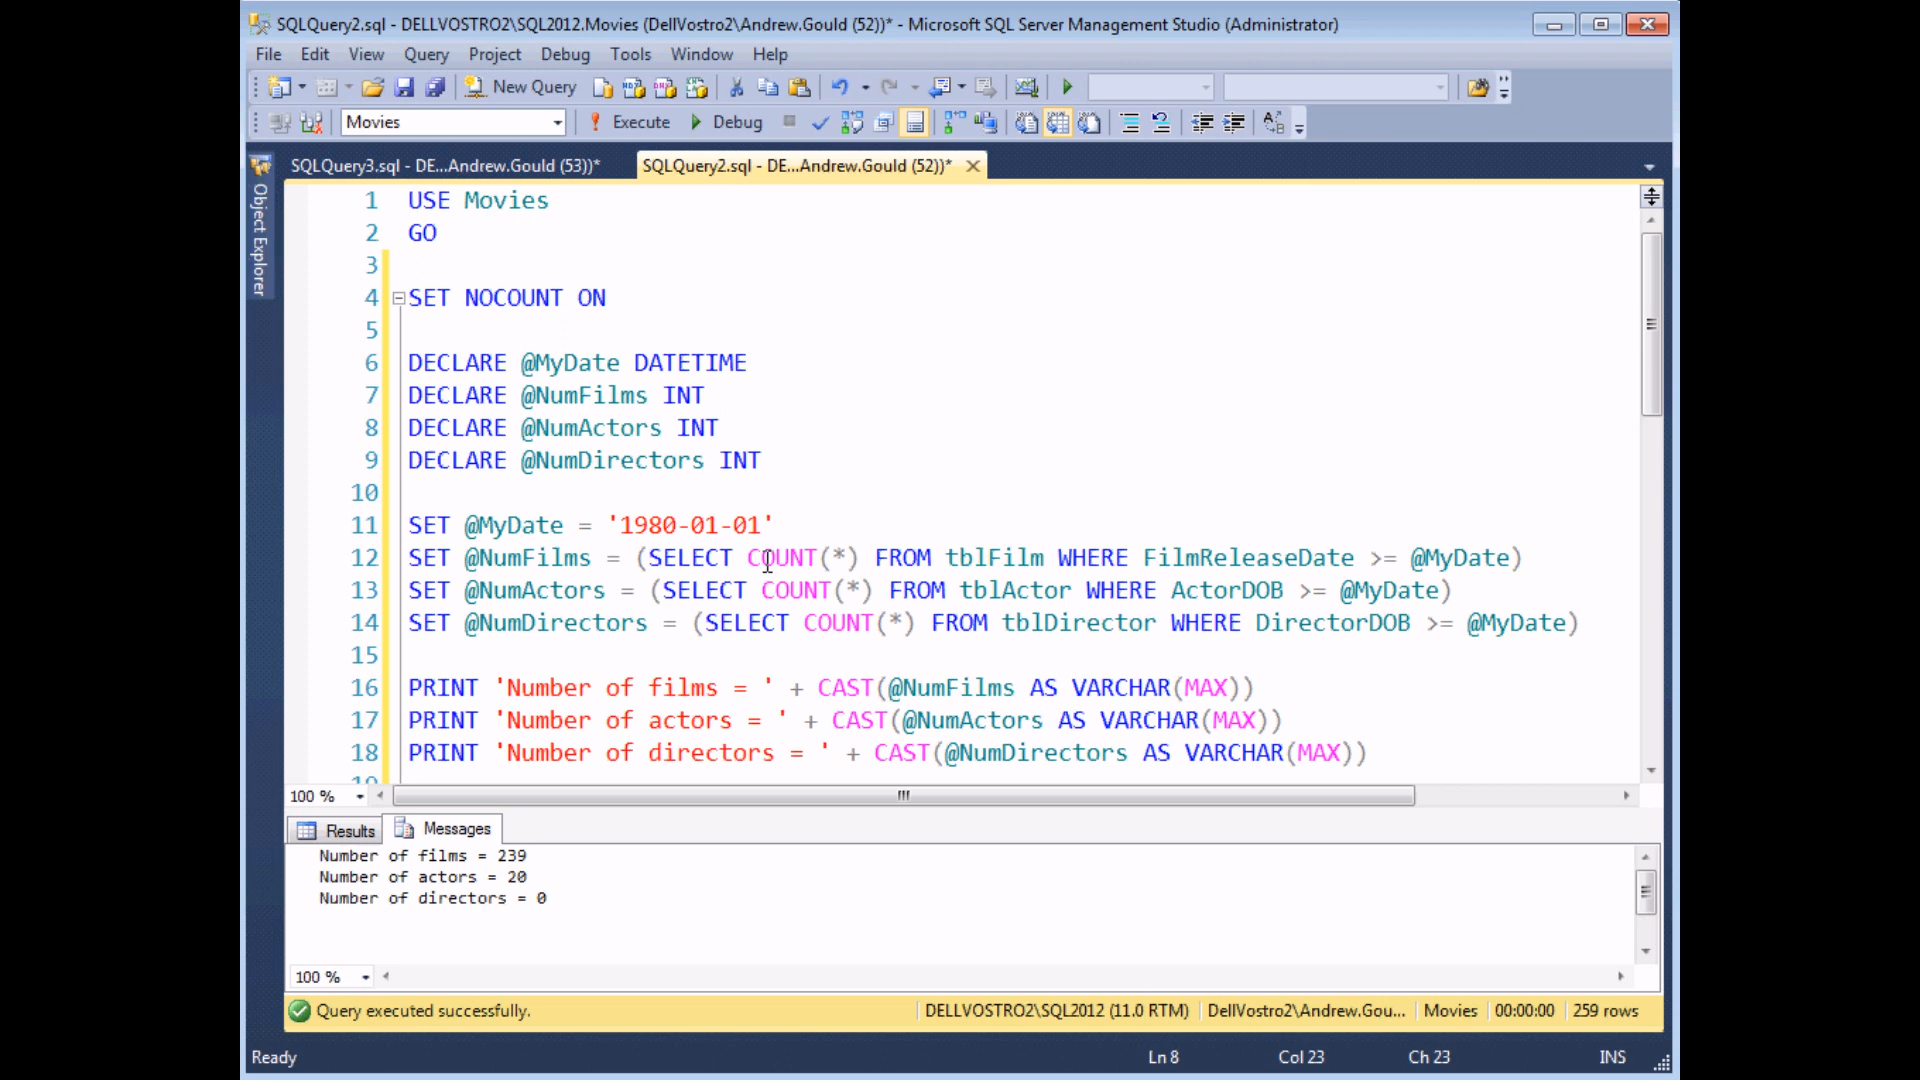 SQLQuery2.sql - DELLVOSTRO2\SQL2012.Movies (DellVostro2\Andrew.Gould (52))* - Microsoft SQL Server Management Studio (Administrator)
File Edit View Query Project Debug Tools Window Help
New Query
Movies Execute Debug
SQLQuery3.sql - DE...Andrew.Gould (53))* SQLQuery2.sql - DE...Andrew.Gould (52))*
Object Explorer
1 USE Movies
2 GO
3
4 SET NOCOUNT ON
5
6 DECLARE @MyDate DATETIME
7 DECLARE @NumFilms INT
8 DECLARE @NumActors INT
9 DECLARE @NumDirectors INT
10
11 SET @MyDate = '1980-01-01'
12 SET @NumFilms = (SELECT COUNT(*) FROM tblFilm WHERE FilmReleaseDate >= @MyDate)
13 SET @NumActors = (SELECT COUNT(*) FROM tblActor WHERE ActorDOB >= @MyDate)
14 SET @NumDirectors = (SELECT COUNT(*) FROM tblDirector WHERE DirectorDOB >= @MyDate)
15
16 PRINT 'Number of films = ' + CAST(@NumFilms AS VARCHAR(MAX))
17 PRINT 'Number of actors = ' + CAST(@NumActors AS VARCHAR(MAX))
18 PRINT 'Number of directors = ' + CAST(@NumDirectors AS VARCHAR(MAX))
19
100 %
Results Messages
Number of films = 239
Number of actors = 20
Number of directors = 0
100 %
Query executed successfully. DELLVOSTRO2\SQL2012 (11.0 RTM) DellVostro2\Andrew.Gou... Movies 00:00:00 259 rows
Ready Ln 8 Col 23 Ch 23 INS